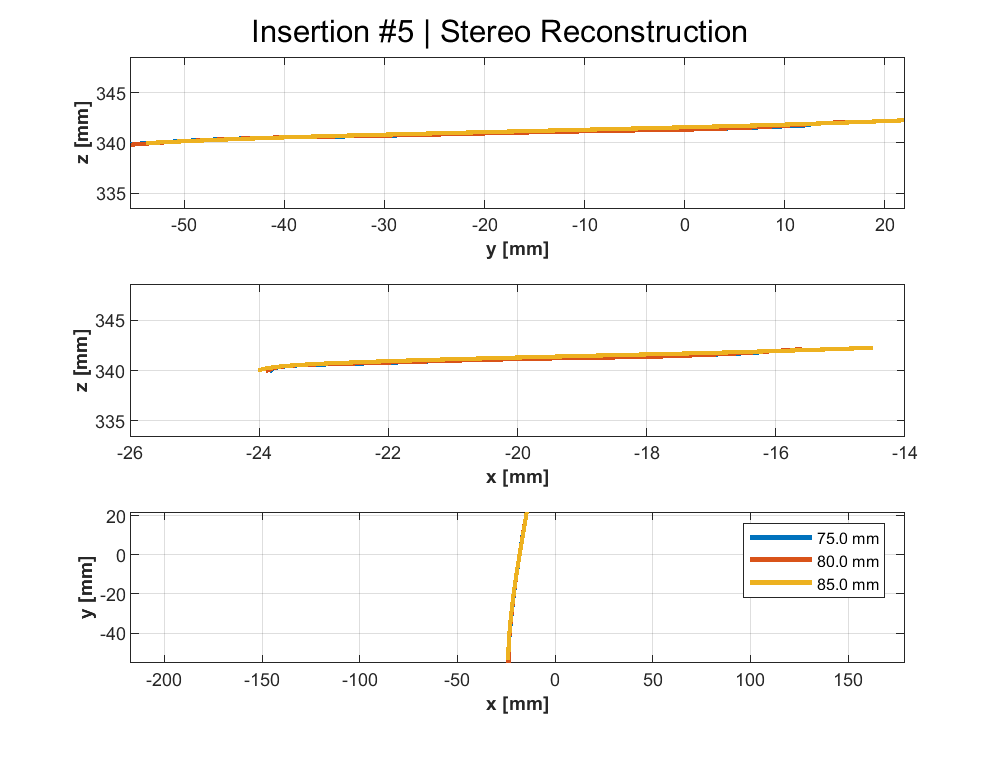 Insertion #5 | Stereo Reconstruction
345
340
335
z [mm]
-50 -40 -30 -20 -10 0 10 20
y [mm]
345
340
335
z [mm]
-26 -24 -22 -20 -18 -16 -14
x [mm]
20
0
-20
-40
y [mm]
75.0 mm
80.0 mm
85.0 mm
-200 -150 -100 -50 0 50 100 150
x [mm]